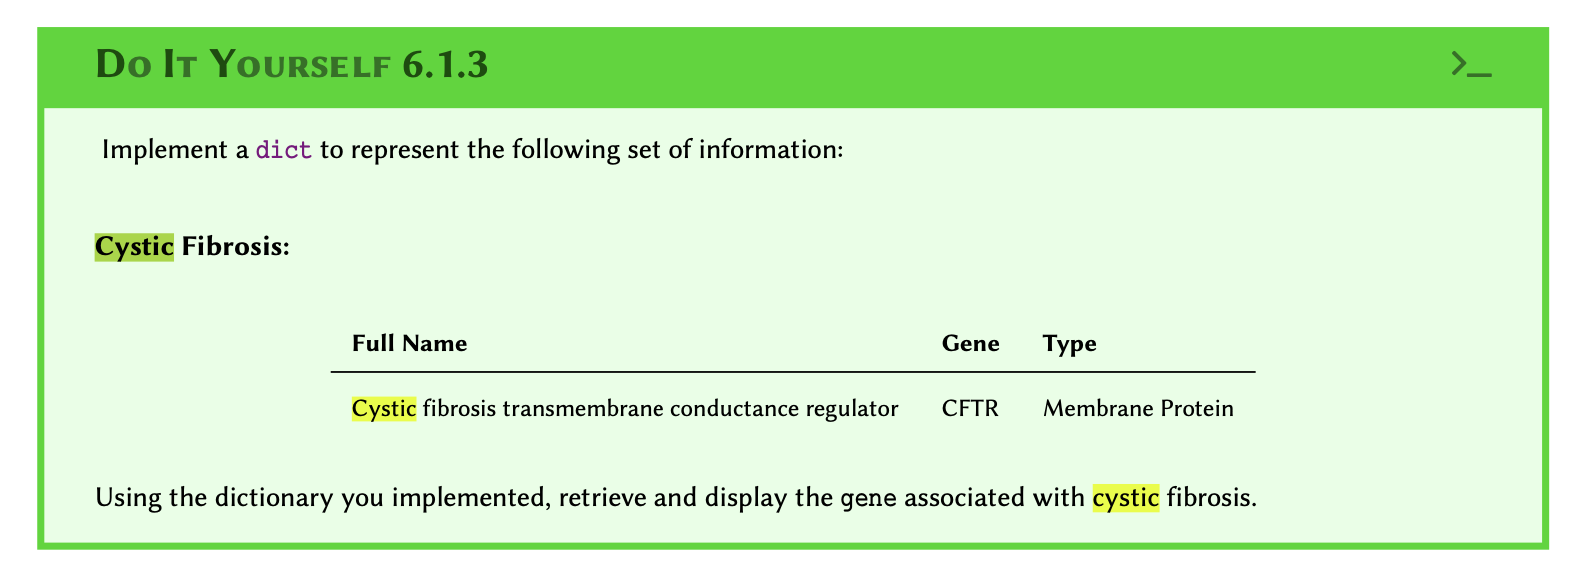 Do It Yourself 6.1.3 >_
Implement a dict to represent the following set of information:
Cystic Fibrosis:
Full Name Gene Type
Cystic fibrosis transmembrane conductance regulator CFTR Membrane Protein
Using the dictionary you implemented, retrieve and display the gene associated with cystic fibrosis.